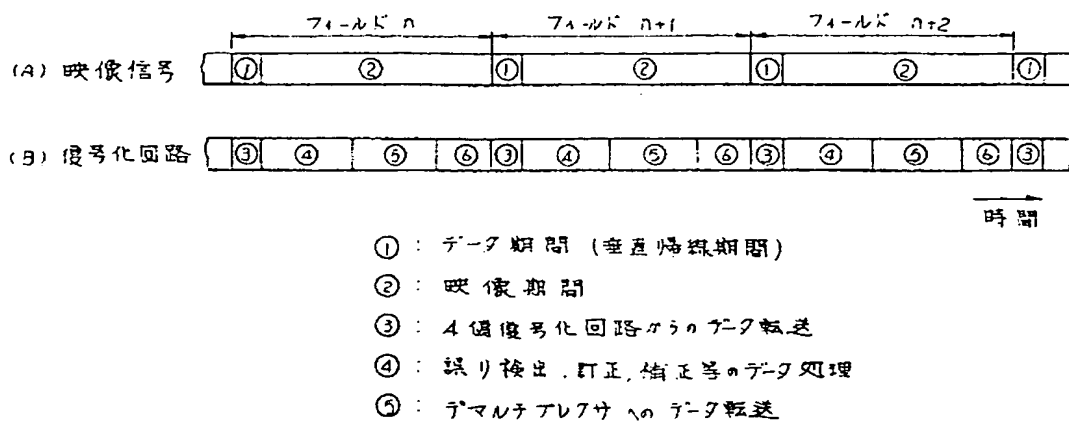 フィールド n フィールド n+1 フィールド n+2
(A) 映像信号 ① ② ① ② ① ② ①
(B) 復号化回路 ③ ④ ⑤ ⑥ ③ ④ ⑤ ⑥ ③ ④ ⑤ ⑥ ③
時間
①: データ期間 (垂直帰線期間)
②: 映像期間
③: 4値復号化回路からのデータ転送
④: 誤り検出、訂正、補正等のデータ処理
⑤: デマルチプレクサへのデータ転送